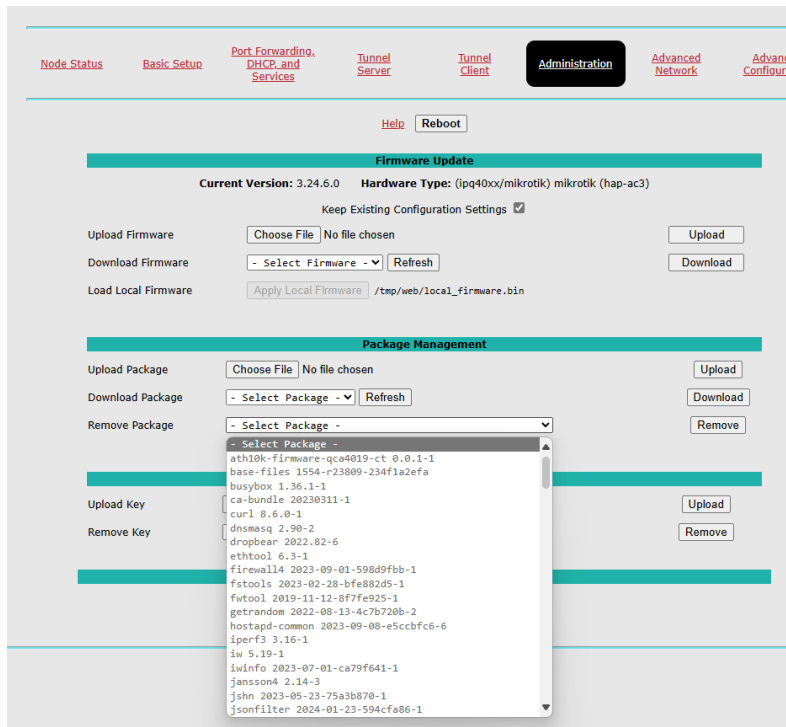 Node Status
Basic Setup
Port Forwarding,
DHCP, and
Services
Tunnel
Server
Tunnel
Client
Administration
Advanced
Network
Help Reboot
Firmware Update
Current Version: 3.24.6.0 Hardware Type: (ipq40xx/mikrotik) mikrotik (hap-ac3)
Keep Existing Configuration Settings
Upload Firmware Choose File No file chosen Upload
Download Firmware - Select Firmware - Refresh Download
Load Local Firmware Apply Local Firmware /tmp/web/local_firmware.bin
Package Management
Upload Package Choose File No file chosen Upload
Download Package - Select Package - Refresh Download
Remove Package - Select Package - Remove
- Select Package -
ath10k-firmware-qca4019-ct 0.0.1-1
base-files 1554-r23809-234f1a2efa
busybox 1.36.1-1
ca-bundle 20230311-1
curl 8.6.0-1
dnsmasq 2.90-2
dropbear 2022.82-6
ethtool 6.3-1
firewall4 2023-09-01-598d9fbb-1
fstools 2023-02-28-bfe882d5-1
fwtool 2019-11-12-8f7fe925-1
getrandom 2022-08-13-4c7b720b-2
hostapd-common 2023-09-08-e5ccbfc6-6
iperf3 3.16-1
iw 5.19-1
iwinfo 2023-07-01-ca79f641-1
jansson4 2.14-3
jshn 2023-05-23-75a3b870-1
jsonfilter 2024-01-23-594cfa86-1
Upload Key Upload
Remove Key Remove